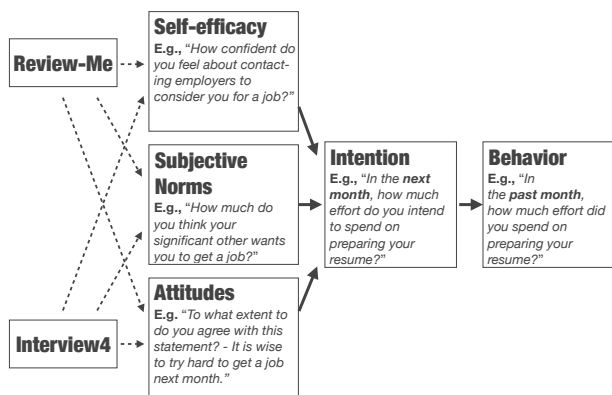 Review-Me
Interview4
Self-efficacy
E.g., “How confident do
you feel about contact-
ing employers to
consider you for a job?”
Subjective
Norms
E.g., “How much do
you think your
significant other wants
you to get a job?”
Attitudes
E.g. “To what extent to
do you agree with this
statement? - It is wise
to try hard to get a job
next month.”
Intention
E.g., “In the next
month, how much
effort do you intend
to spend on
preparing your
resume?”
Behavior
E.g., “In
the past month,
how much effort did
you spend on
preparing your
resume?”